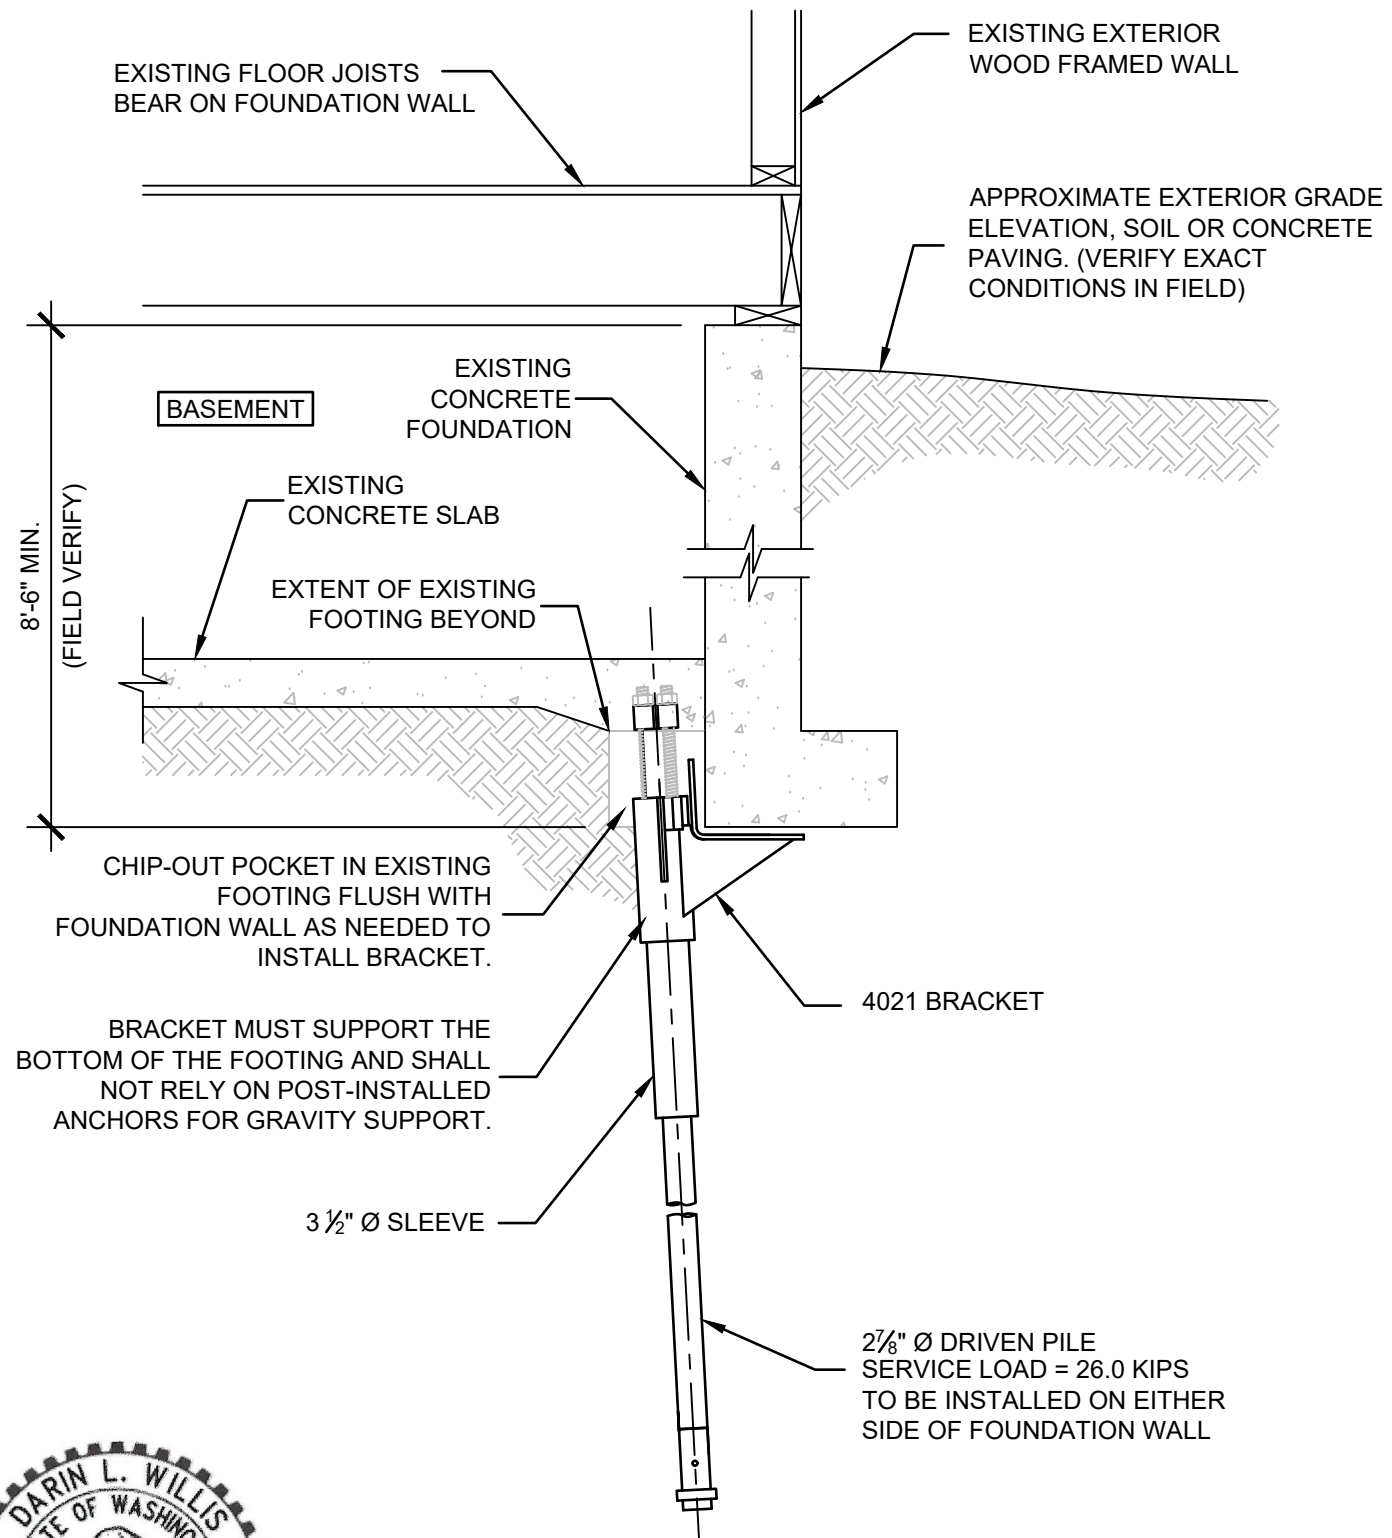 EXISTING EXTERIOR
WOOD FRAMED WALL
EXISTING FLOOR JOISTS
BEAR ON FOUNDATION WALL
APPROXIMATE EXTERIOR GRADE
ELEVATION, SOIL OR CONCRETE
PAVING. (VERIFY EXACT
CONDITIONS IN FIELD)
EXISTING
CONCRETE
FOUNDATION
BASEMENT
EXISTING
CONCRETE SLAB
8'-6" MIN.
(FIELD VERIFY)
EXTENT OF EXISTING
FOOTING BEYOND
CHIP-OUT POCKET IN EXISTING
FOOTING FLUSH WITH
FOUNDATION WALL AS NEEDED TO
INSTALL BRACKET.
4021 BRACKET
BRACKET MUST SUPPORT THE
BOTTOM OF THE FOOTING AND SHALL
NOT RELY ON POST-INSTALLED
ANCHORS FOR GRAVITY SUPPORT.
3 ½" Ø SLEEVE
2⅞" Ø DRIVEN PILE
SERVICE LOAD = 26.0 KIPS
TO BE INSTALLED ON EITHER
SIDE OF FOUNDATION WALL
DARIN L. WILLIS
OF